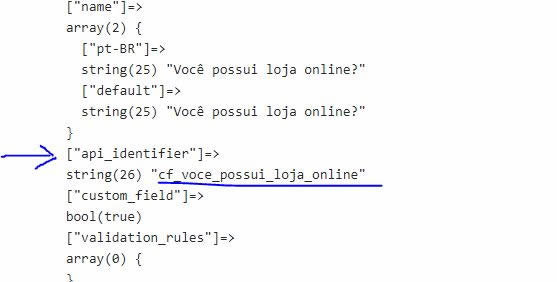 ["name"]=>
array(2) {
["pt-BR"]=>
string(25) "Você possui loja online?"
["default"]=>
string(25) "Você possui loja online?"
}
["api_identifier"]=>
string(26) "cf_voce_possui_loja_online"
["custom_field"]=>
bool(true)
["validation_rules"]=>
array(0) {
}